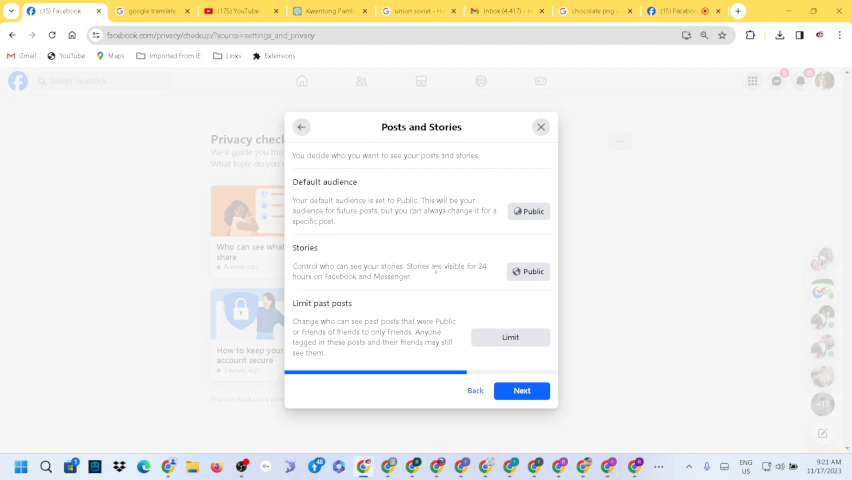 (15) Facebook
google translate
(175) YouTube
Kwentong Pamb
union soviet - H
Inbox (4,417) - H
chocolate png -
(15) Faceboo
facebook.com/privacy/checkup/?source=settings_and_privacy
Gmail YouTube Maps Imported From IE Links Extensions
Search Facebook
Privacy check
We'll guide you thr
What topic do you v
Who can see what
share
How to keep your
account secure
Posts and Stories
You decide who you want to see your posts and stories.
Default audience
Your default audience is set to Public. This will be your
audience for future posts, but you can always change it for a
specific post.
Public
Stories
Control who can see your stories. Stories are visible for 24
hours on Facebook and Messenger.
Public
Limit past posts
Change who can see past posts that were Public
or Friends of friends to only Friends. Anyone
tagged in these posts and their friends may still
see them.
Limit
Back Next
ENG
US
9:21 AM
11/17/2023